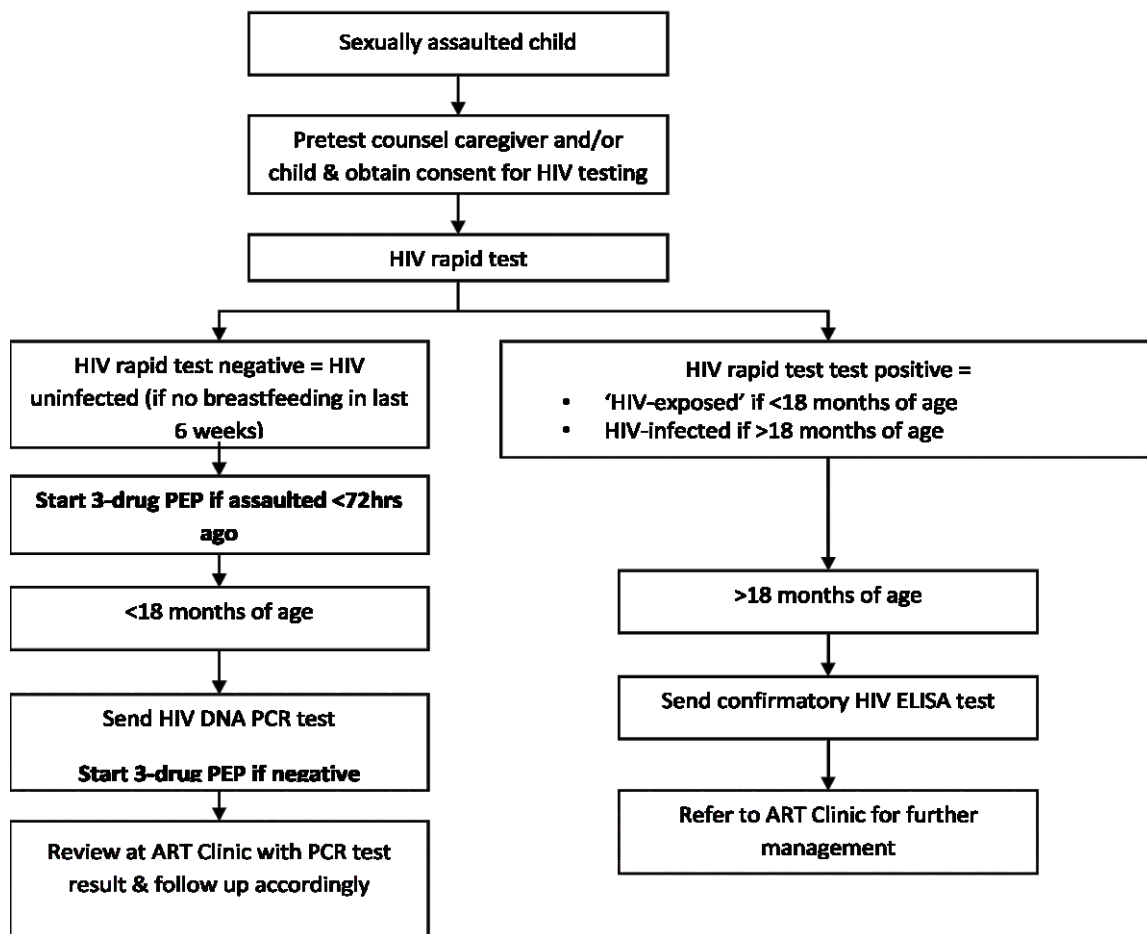 Sexually assaulted child
Pretest counsel caregiver and/or
child & obtain consent for HIV testing
HIV rapid test
HIV rapid test negative = HIV
uninfected (if no breastfeeding in last
6 weeks)
Start 3-drug PEP if assaulted <72hrs
ago
<18 months of age
Send HIV DNA PCR test
Start 3-drug PEP if negative
Review at ART Clinic with PCR test
result & follow up accordingly
HIV rapid test test positive =
• ‘HIV-exposed’ if <18 months of age
• HIV-infected if >18 months of age
>18 months of age
Send confirmatory HIV ELISA test
Refer to ART Clinic for further
management